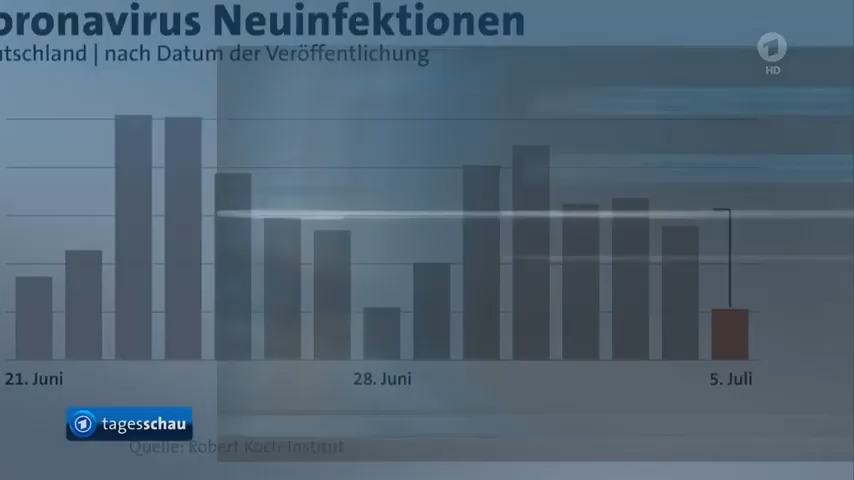 oronavirus Neuinfektionen
utschland | nach Datum der Veröffentlichung
HD
21. Juni 28. Juni 5. Juli
tagesschau
Quelle: Robert Koch-Institut